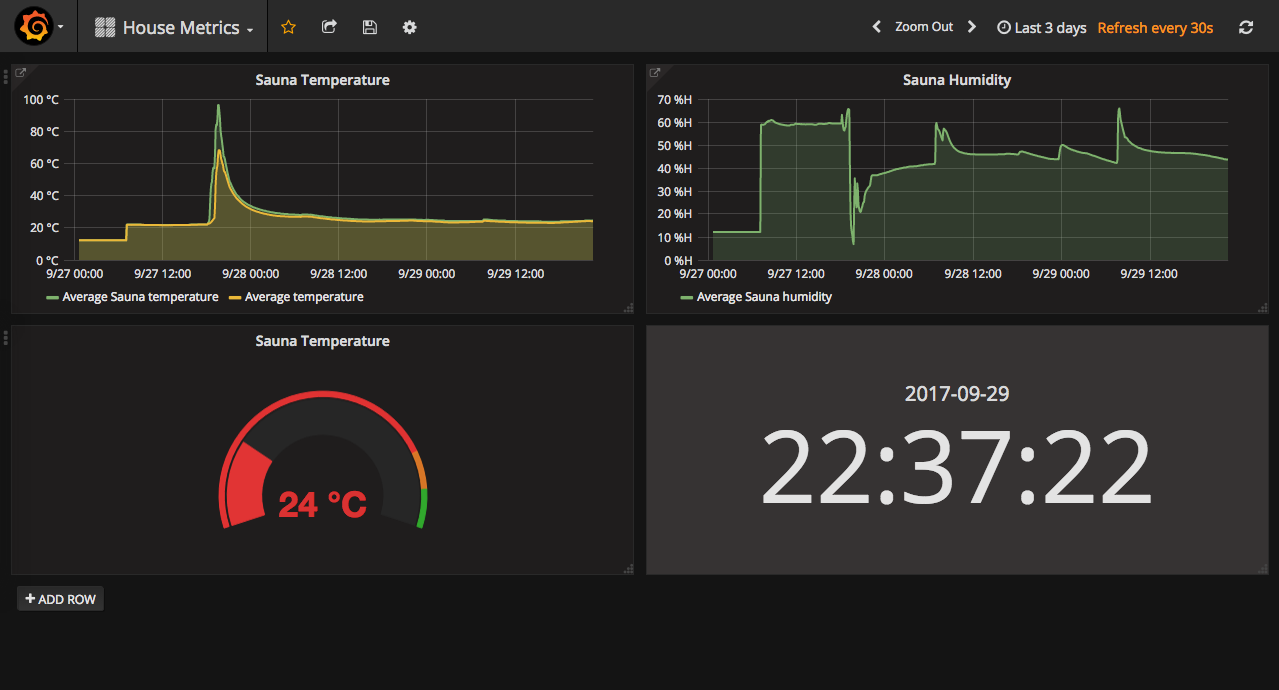 House Metrics
Zoom Out
Last 3 days Refresh every 30s
Sauna Temperature
100 °C
80 °C
60 °C
40 °C
20 °C
0 °C
9/27 00:00 9/27 12:00 9/28 00:00 9/28 12:00 9/29 00:00 9/29 12:00
Average Sauna temperature Average temperature
Sauna Humidity
70 %H
60 %H
50 %H
40 %H
30 %H
20 %H
10 %H
0 %H
9/27 00:00 9/27 12:00 9/28 00:00 9/28 12:00 9/29 00:00 9/29 12:00
Average Sauna humidity
Sauna Temperature
24 °C
2017-09-29
22:37:22
+ ADD ROW